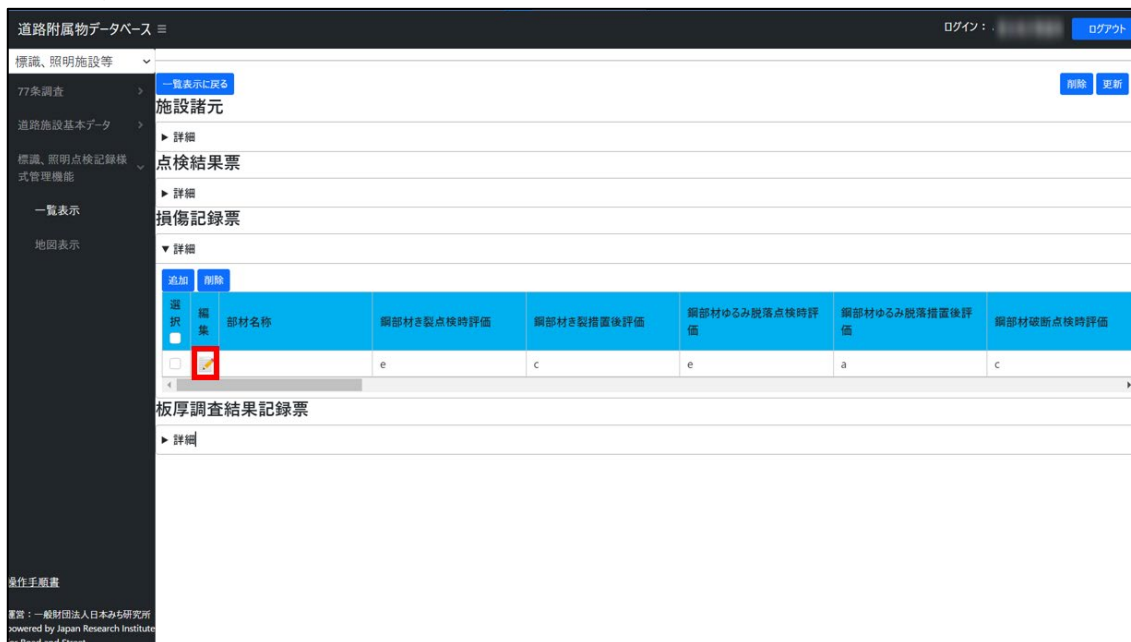 道路附属物データベース ≡
ログイン：
ログアウト
標識、照明施設等
77条調査
道路施設基本データ
標識、照明点検記録様
式管理機能
一覧表示
地図表示
操作手順書
運営：一般財団法人日本みち研究所
powered by Japan Research Institute
for Road and Street
一覧表示に戻る
削除 更新
施設諸元
▶ 詳細
点検結果票
▶ 詳細
損傷記録票
▼ 詳細
追加 削除
選択 編集 部材名称 鋼部材き裂点検時評価 鋼部材き裂措置後評価 鋼部材ゆるみ脱落点検時評価 鋼部材ゆるみ脱落措置後評価 鋼部材破断点検時評価
e c e a c
板厚調査結果記録票
▶ 詳細